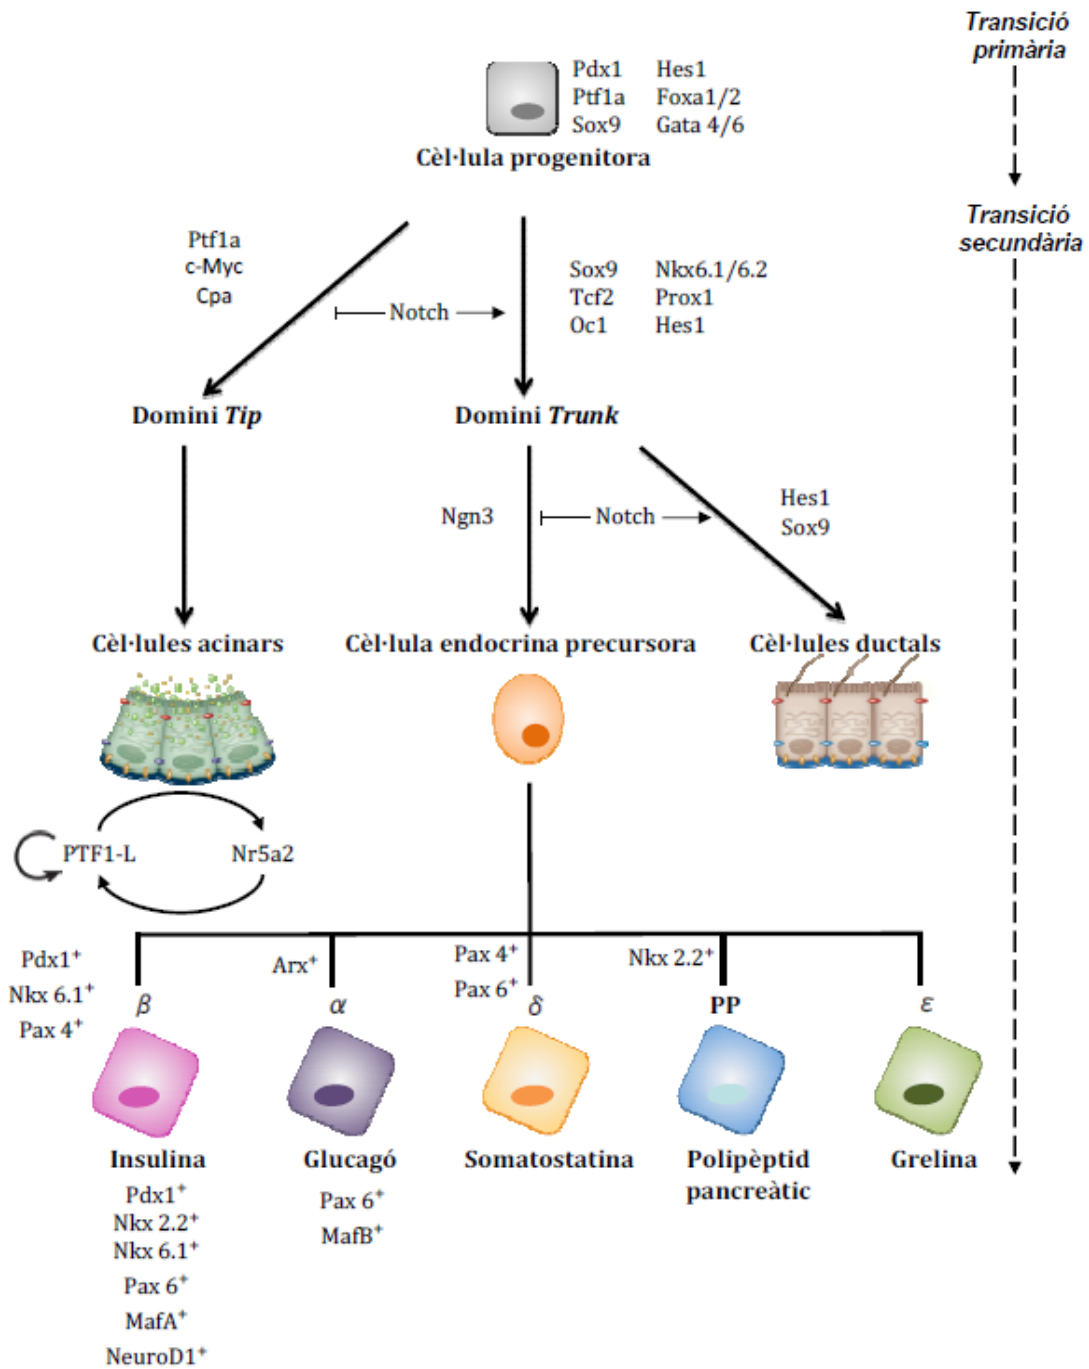 Transició
primària
Pdx1 Hes1
Ptf1a Foxa1/2
Sox9 Gata 4/6
Cèl·lula progenitora
Transició
secundària
Ptf1a
c-Myc
Cpa
Notch
Sox9 Nkx6.1/6.2
Tcf2 Prox1
Oc1 Hes1
Domini Tip
Domini Trunk
Ngn3
Notch
Hes1
Sox9
Cèl·lules acinars
Cèl·lula endocrina precursora
Cèl·lules ductals
PTF1-L
Nr5a2
Pdx1⁺
Nkx 6.1⁺
Pax 4⁺
β
Arx⁺
α
Pax 4⁺
Pax 6⁺
δ
Nkx 2.2⁺
PP
ε
Insulina
Glucagó
Somatostatina
Polipèptid
pancreàtic
Grelina
Pdx1⁺
Nkx 2.2⁺
Nkx 6.1⁺
Pax 6⁺
MafA⁺
NeuroD1⁺
Pax 6⁺
MafB⁺